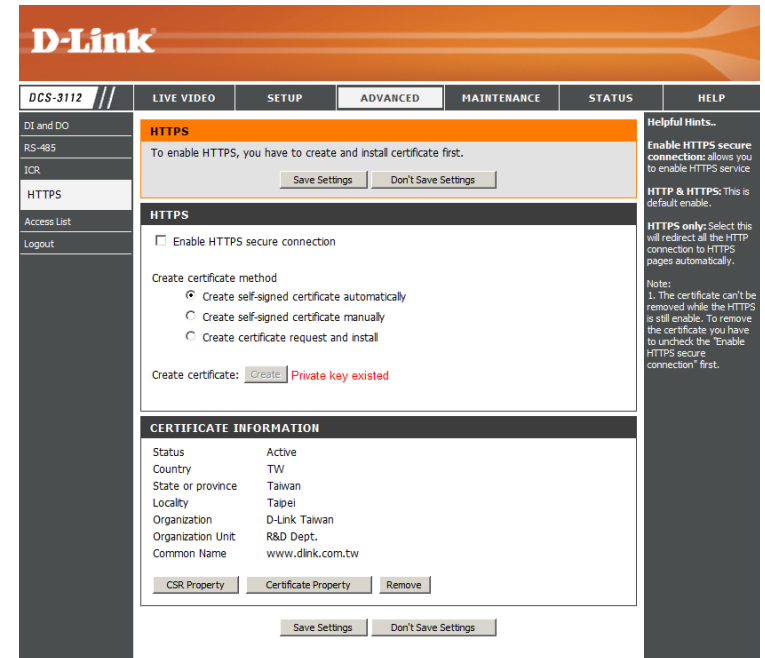 D-Link
DCS-3112 // LIVE VIDEO SETUP ADVANCED MAINTENANCE STATUS HELP
DI and DO
RS-485
ICR
HTTPS
Access List
Logout
HTTPS
To enable HTTPS, you have to create and install certificate first.
Save Settings Don't Save Settings
HTTPS
Enable HTTPS secure connection
Create certificate method
Create self-signed certificate automatically
Create self-signed certificate manually
Create certificate request and install
Create certificate: Create Private key existed
CERTIFICATE INFORMATION
Status Active
Country TW
State or province Taiwan
Locality Taipei
Organization D-Link Taiwan
Organization Unit R&D Dept.
Common Name www.dlink.com.tw
CSR Property Certificate Property Remove
Save Settings Don't Save Settings
Helpful Hints..
Enable HTTPS secure
connection: allows you
to enable HTTPS service
HTTP & HTTPS: This is
default enable.
HTTPS only: Select this
will redirect all the HTTP
connection to HTTPS
pages automatically.
Note:
1. The certificate can't be
removed while the HTTPS
is still enable. To remove
the certificate you have
to uncheck the "Enable
HTTPS secure
connection" first.